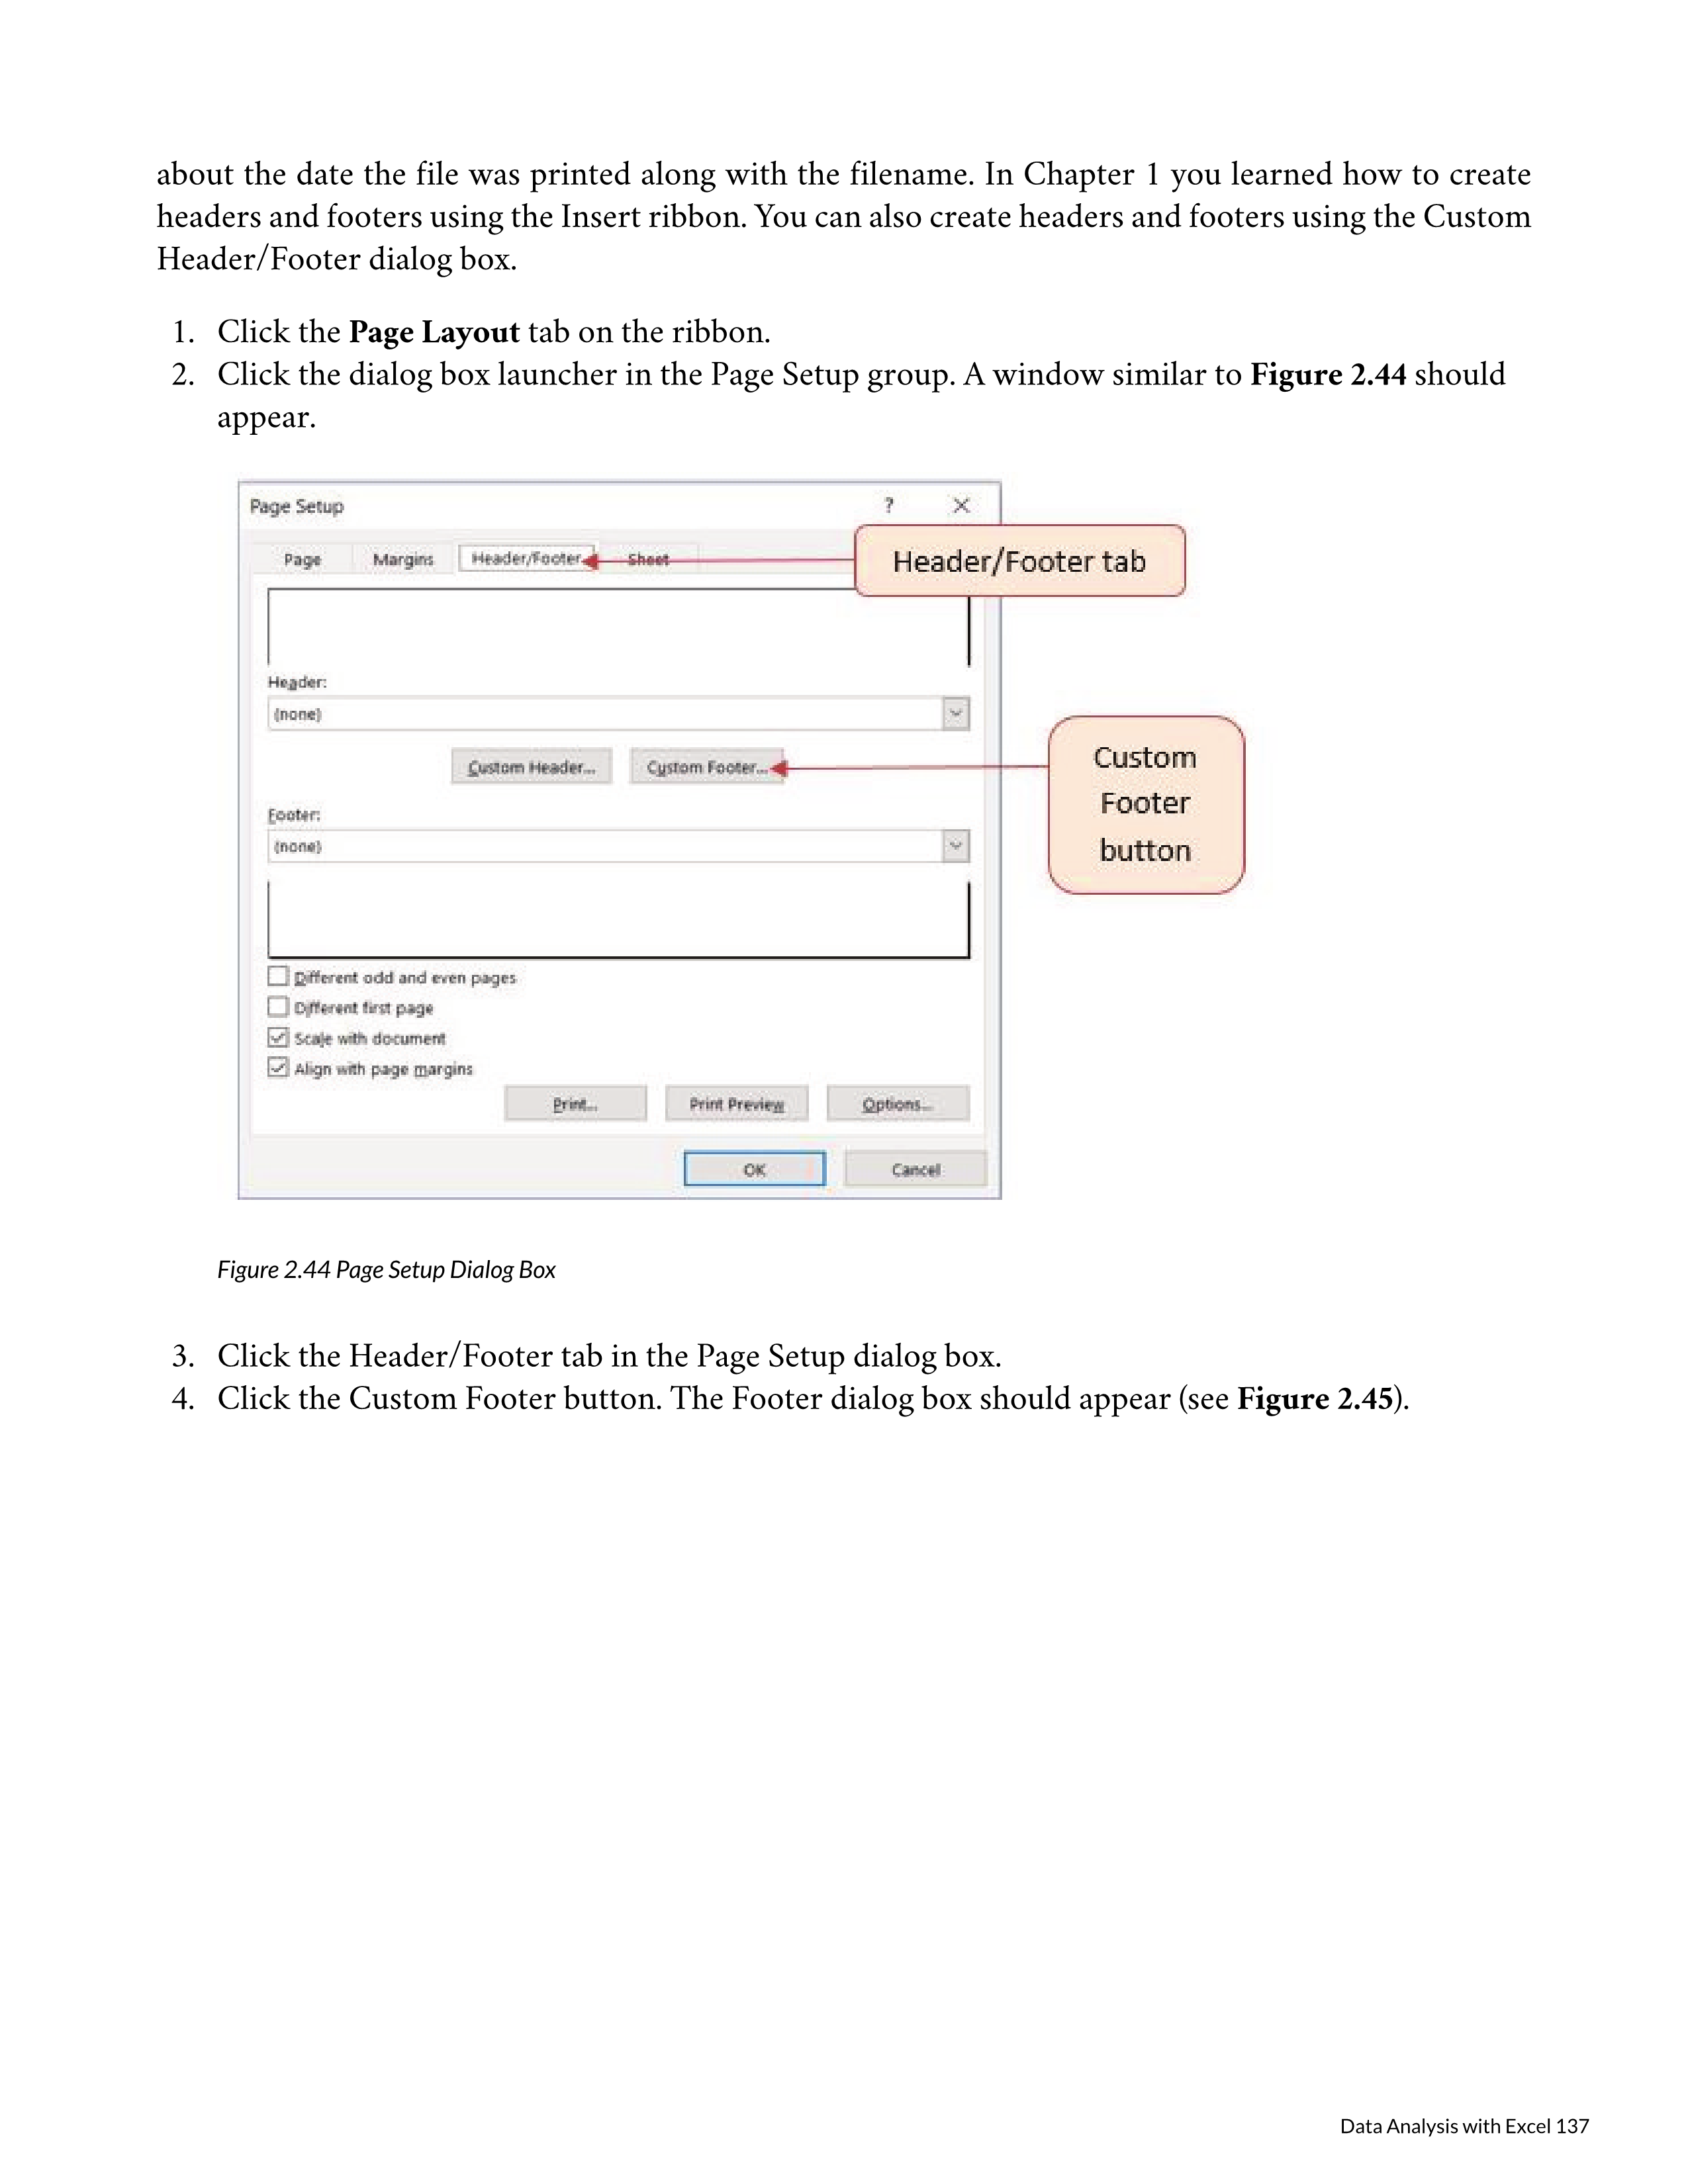 about the date the file was printed along with the filename. In Chapter 1 you learned how to create
headers and footers using the Insert ribbon. You can also create headers and footers using the Custom
Header/Footer dialog box.
1. Click the Page Layout tab on the ribbon.
2. Click the dialog box launcher in the Page Setup group. A window similar to Figure 2.44 should
appear.
Page Setup ?
Page Margins Header/Footer Sheet
Header/Footer tab
Header:
(none)
Custom Header... Custom Footer...
Custom
Footer
button
Footer:
(none)
Different odd and even pages
Different first page
Scale with document
Align with page margins
Print... Print Preview Options...
OK Cancel
Figure 2.44 Page Setup Dialog Box
3. Click the Header/Footer tab in the Page Setup dialog box.
4. Click the Custom Footer button. The Footer dialog box should appear (see Figure 2.45).
Data Analysis with Excel 137